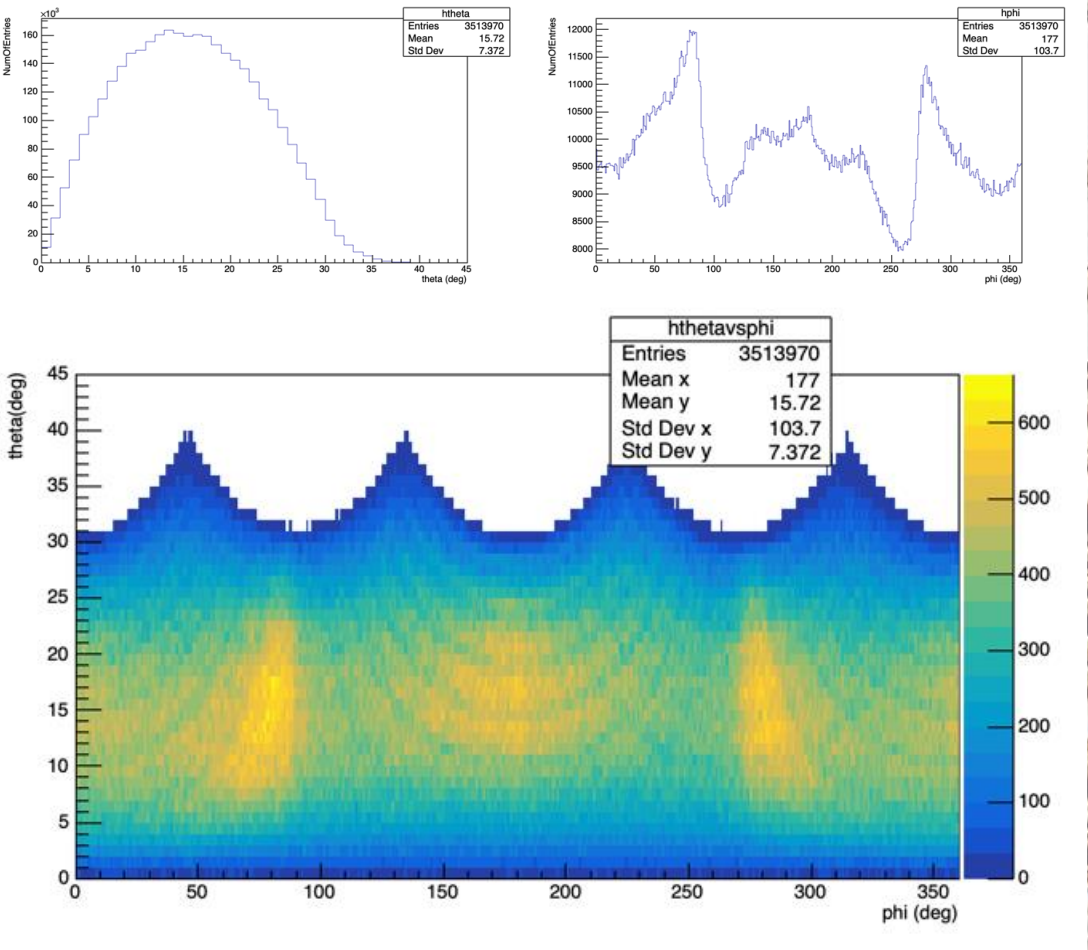 htheta
Entries 3513970
Mean 15.72
Std Dev 7.372
×10³
NumOfEntries
160
140
120
100
80
60
40
20
0
0 5 10 15 20 25 30 35 40 45
theta (deg)
hphi
Entries 3513970
Mean 177
Std Dev 103.7
NumOfEntries
12000
11500
11000
10500
10000
9500
9000
8500
8000
0 50 100 150 200 250 300 350
phi (deg)
hthetavsphi
Entries 3513970
Mean x 177
Mean y 15.72
Std Dev x 103.7
Std Dev y 7.372
theta(deg)
45
40
35
30
25
20
15
10
5
0
0 50 100 150 200 250 300 350
phi (deg)
600
500
400
300
200
100
0